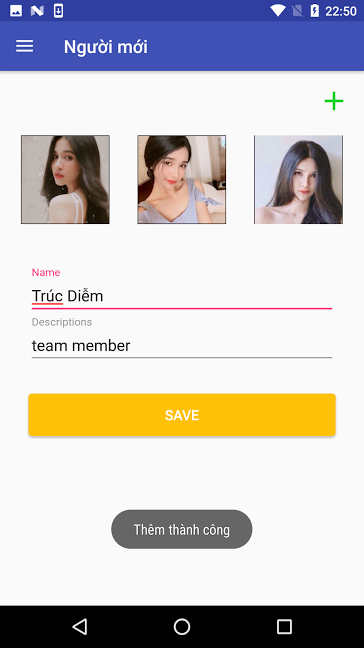 22:50
Người mới
Name
Trúc Diễm
Descriptions
team member
SAVE
Thêm thành công